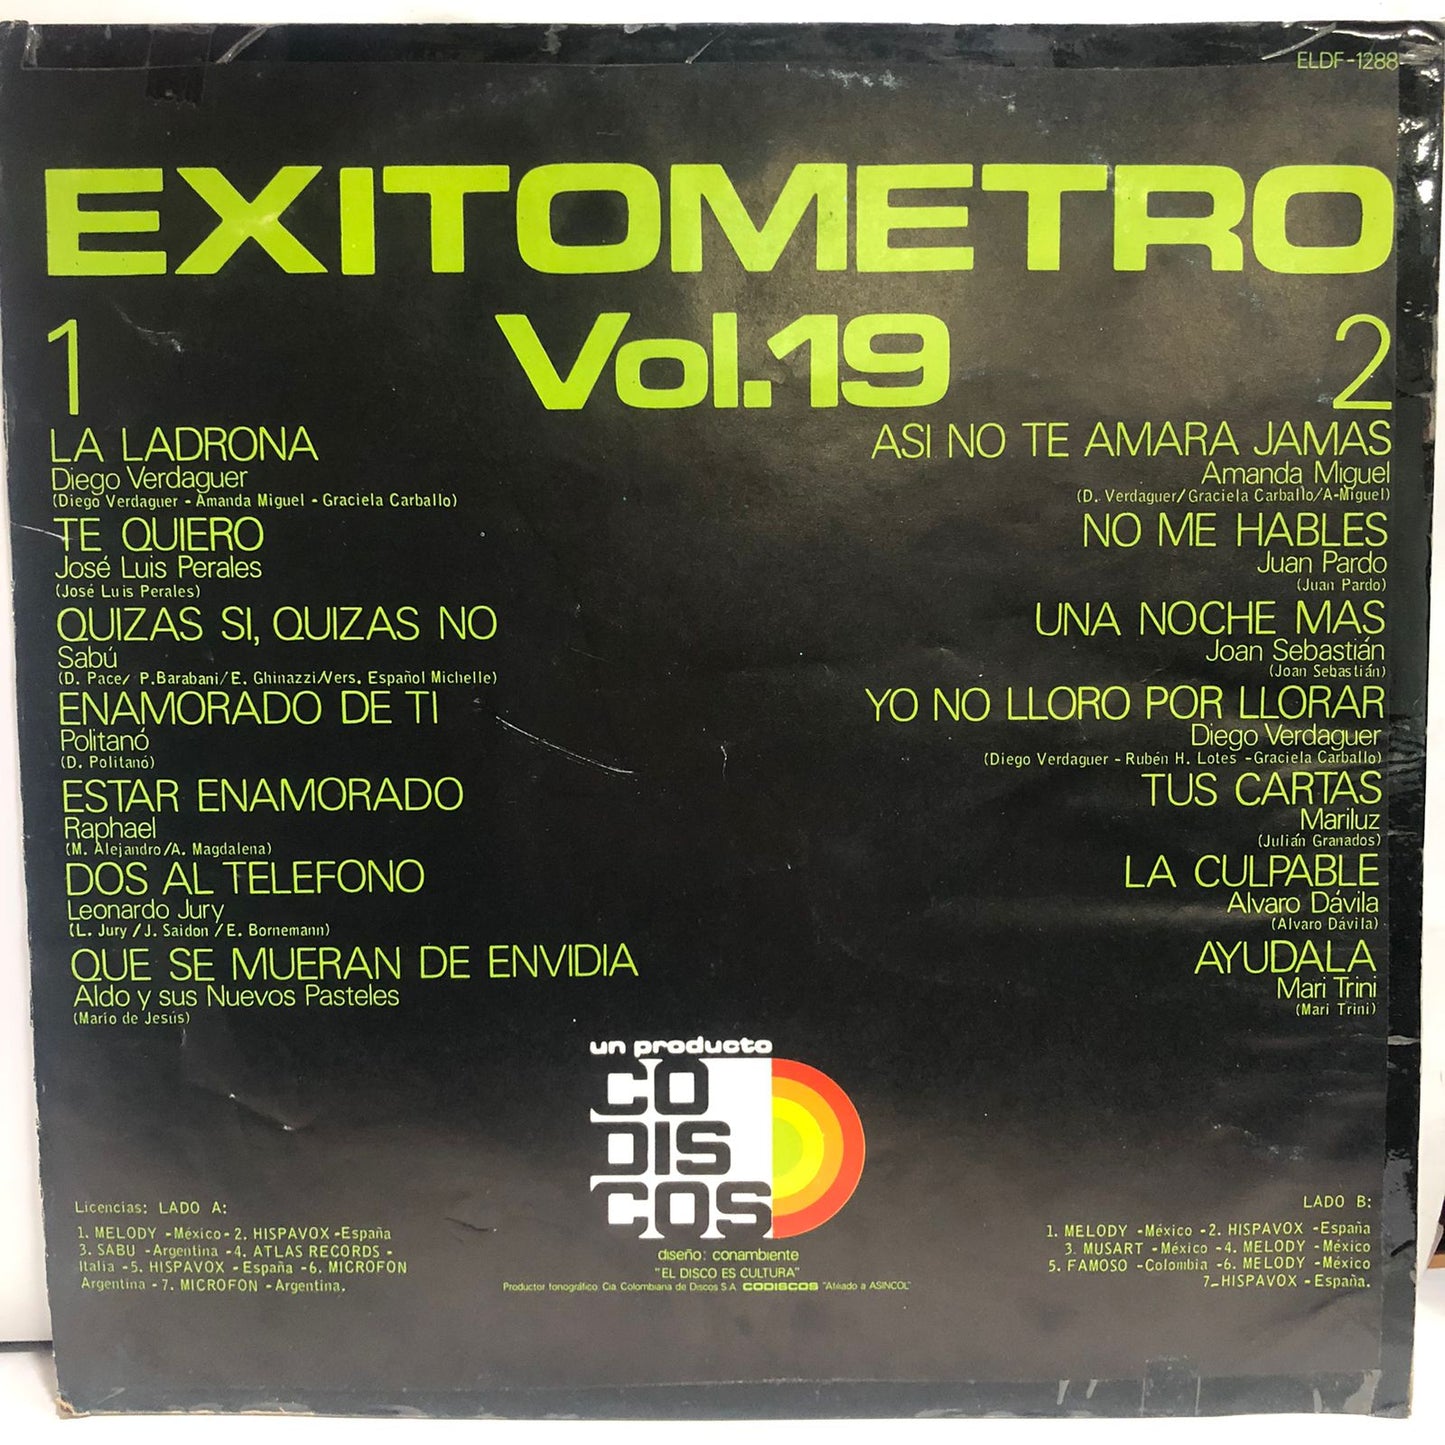 ELDF-1288
EXITOMETRO
Vol.19
1
LA LADRONA
Diego Verdaguer
(Diego Verdaguer - Amanda Miguel - Graciela Carballo)
TE QUIERO
José Luis Perales
(José Luis Perales)
QUIZAS SI, QUIZAS NO
Sabú
(D. Pace/ P.Barabani/E. Ghinazzi/Vers. Español Michelle)
ENAMORADO DE TI
Politanó
(D. Politanó)
ESTAR ENAMORADO
Raphael
(M. Alejandro/A. Magdalena)
DOS AL TELEFONO
Leonardo Jury
(L. Jury /J. Saidon /E. Bornemann)
QUE SE MUERAN DE ENVIDIA
Aldo y sus Nuevos Pasteles
(Mario de Jesús)
2
ASI NO TE AMARA JAMAS
Amanda Miguel
(D. Verdaguer/Graciela Carballo/A-Miguel)
NO ME HABLES
Juan Pardo
(Juan Pardo)
UNA NOCHE MAS
Joan Sebastián
(Joan Sebastián)
YO NO LLORO POR LLORAR
Diego Verdaguer
(Diego Verdaguer - Rubén H. Lotes -Graciela Carballo)
TUS CARTAS
Mariluz
(Julián Granados)
LA CULPABLE
Alvaro Dávila
(Alvaro Dávila)
AYUDALA
Mari Trini
(Mari Trini)
un producto
CO
DIS
COS
diseño: conambiente
"EL DISCO ES CULTURA"
Productor fonográfico: Cia Colombiana de Discos S.A. CODISCOS "Afiliado a ASINCOL"
Licencias: LADO A:
1. MELODY -México -2. HISPAVOX -España
3. SABU -Argentina -4. ATLAS RECORDS -
Italia -5. HISPAVOX -España -6. MICROFON
Argentina -7. MICROFON -Argentina.
LADO B:
1. MELODY -México -2. HISPAVOX -España
3. MUSART -México -4. MELODY -México
5. FAMOSO -Colombia -6. MELODY -México
7_HISPAVOX -España.